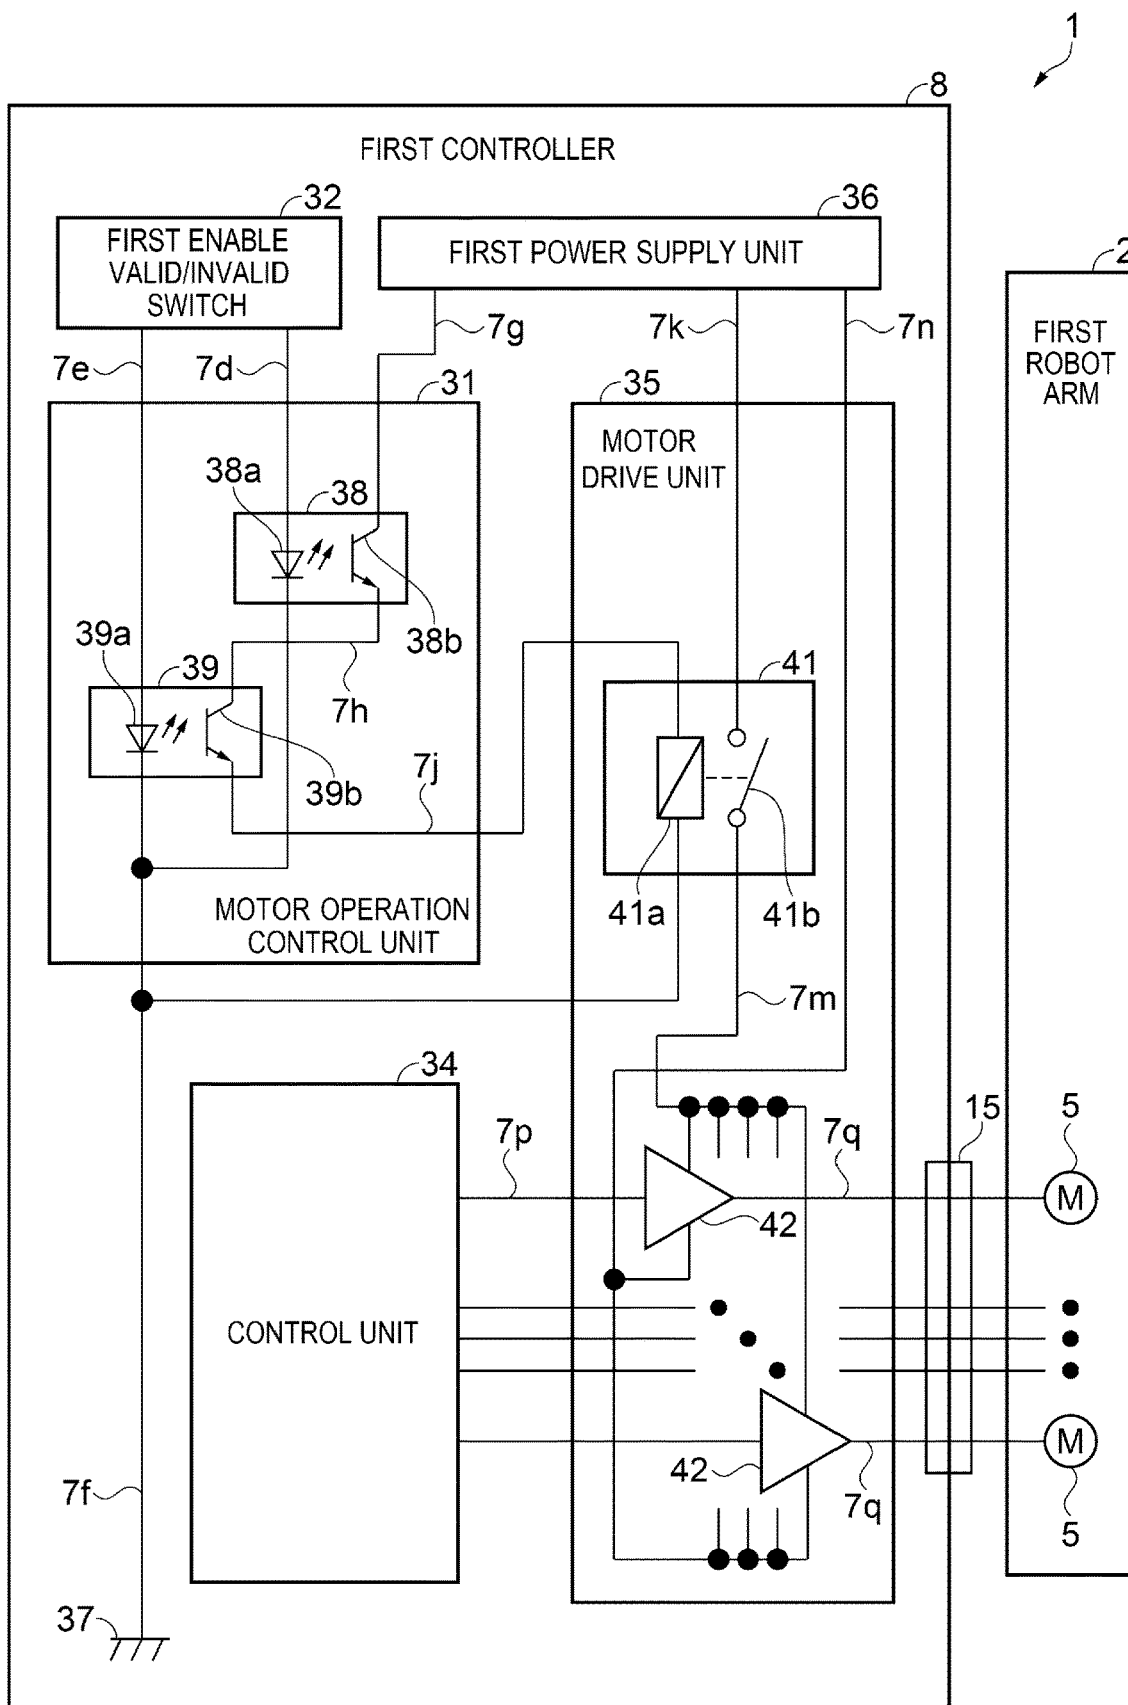 1
8
FIRST CONTROLLER
32
36
FIRST ENABLE
VALID/INVALID
SWITCH
FIRST POWER SUPPLY UNIT
2
7g
7k
7n
FIRST
ROBOT
ARM
7e
7d
31
35
MOTOR
DRIVE UNIT
38a
38
39a
38b
39
7h
41
7j
39b
41a
41b
MOTOR OPERATION
CONTROL UNIT
7m
34
15
5
7p
7q
M
42
CONTROL UNIT
M
42
7f
7q
5
37